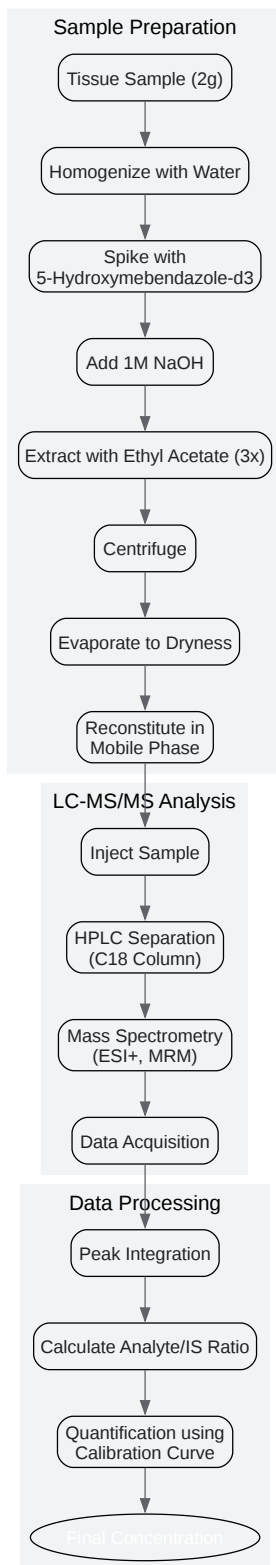 Sample Preparation
Tissue Sample (2g)
Homogenize with Water
Spike with
5-Hydroxymebendazole-d3
Add 1M NaOH
Extract with Ethyl Acetate (3x)
Centrifuge
Evaporate to Dryness
Reconstitute in
Mobile Phase
LC-MS/MS Analysis
Inject Sample
HPLC Separation
(C18 Column)
Mass Spectrometry
(ESI+, MRM)
Data Acquisition
Data Processing
Peak Integration
Calculate Analyte/IS Ratio
Quantification using
Calibration Curve
Final Concentration